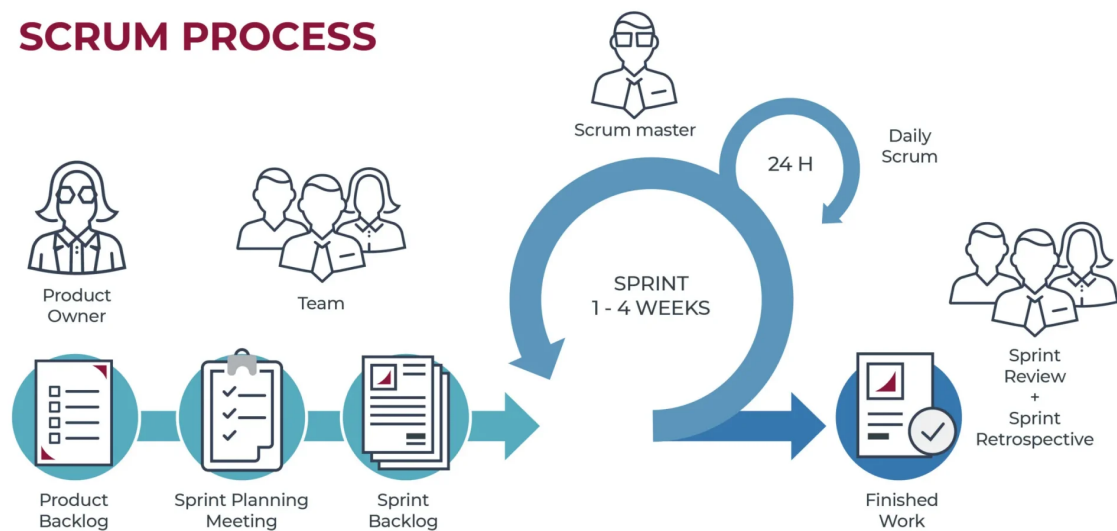 SCRUM PROCESS
Scrum master
24 H
Daily
Scrum
Product
Owner
Team
SPRINT
1 - 4 WEEKS
Sprint
Review
+
Sprint
Retrospective
Product
Backlog
Sprint Planning
Meeting
Sprint
Backlog
Finished
Work